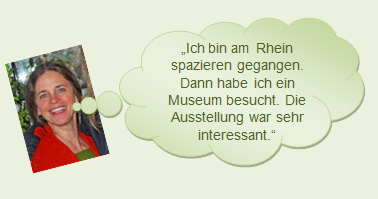 „Ich bin am Rhein
spazieren gegangen.
Dann habe ich ein
Museum besucht. Die
Ausstellung war sehr
interessant.“